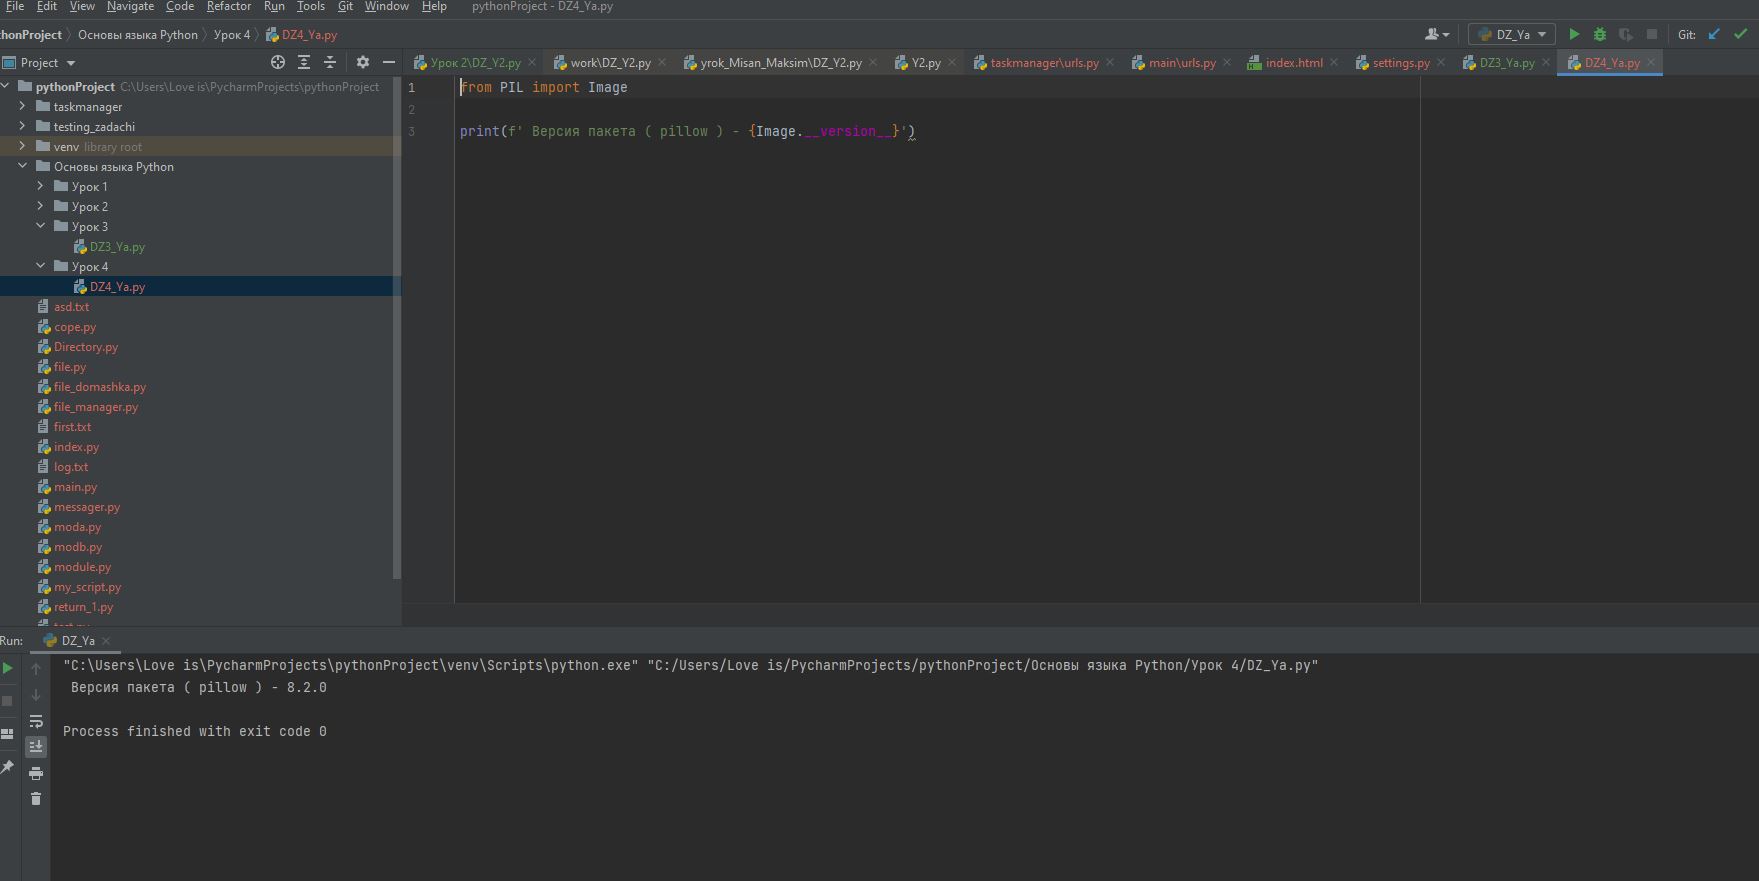 File Edit View Navigate Code Refactor Run Tools Git Window Help pythonProject - DZ4_Ya.py
thonProject Основы языка Python Урок 4 DZ4_Ya.py DZ_Ya Git:
Project Урок 2\DZ_Y2.py work\DZ_Y2.py yrok_Misan_Maksim\DZ_Y2.py Y2.py taskmanager\urls.py main\urls.py index.html settings.py DZ3_Ya.py DZ4_Ya.py
pythonProject C:\Users\Love is\PycharmProjects\pythonProject
taskmanager
testing_zadachi
venv library root
Основы языка Python
Урок 1
Урок 2
Урок 3
DZ3_Ya.py
Урок 4
DZ4_Ya.py
asd.txt
cope.py
Directory.py
file.py
file_domashka.py
file_manager.py
first.txt
index.py
log.txt
main.py
messager.py
moda.py
modb.py
module.py
my_script.py
return_1.py
1 from PIL import Image
2
3 print(f' Версия пакета ( pillow ) - {Image.__version__}')
Run: DZ_Ya
"C:\Users\Love is\PycharmProjects\pythonProject\venv\Scripts\python.exe" "C:/Users/Love is/PycharmProjects/pythonProject/Основы языка Python/Урок 4/DZ_Ya.py"
Версия пакета ( pillow ) - 8.2.0
Process finished with exit code 0